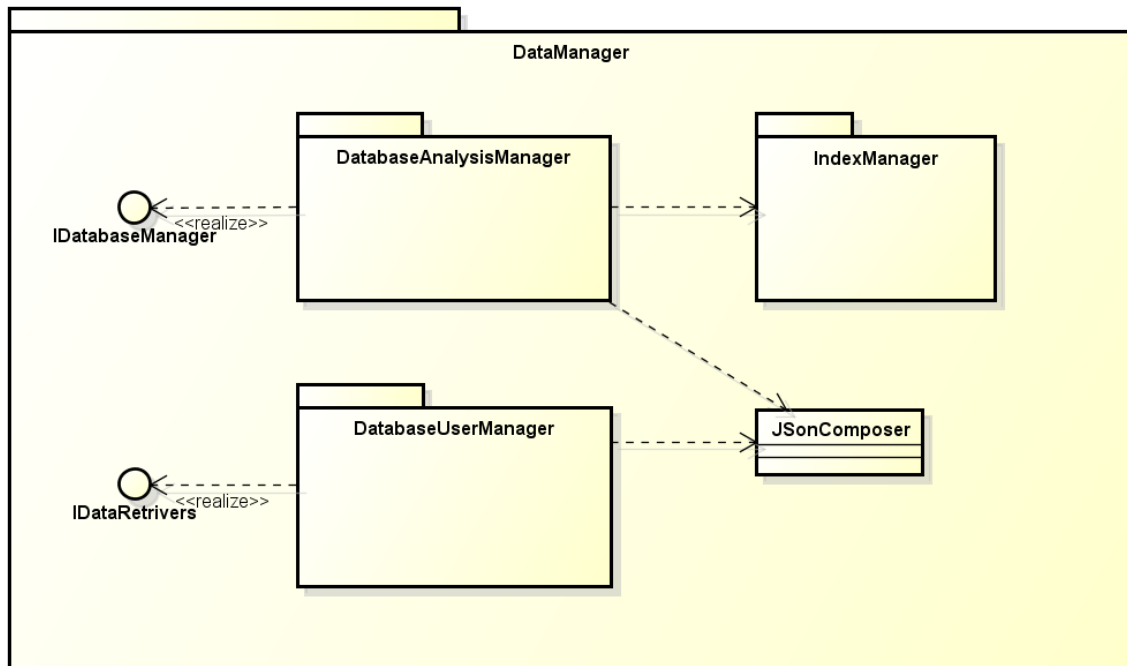 DataManager
DatabaseAnalysisManager
IndexManager
<<realize>>
IDatabaseManager
DatabaseUserManager
JSonComposer
<<realize>>
IDataRetrivers